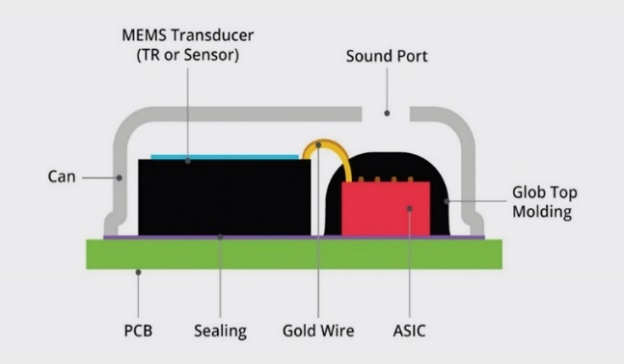 MEMS Transducer
(TR or Sensor)
Sound Port
Can
Glob Top
Molding
PCB
Sealing
Gold Wire
ASIC